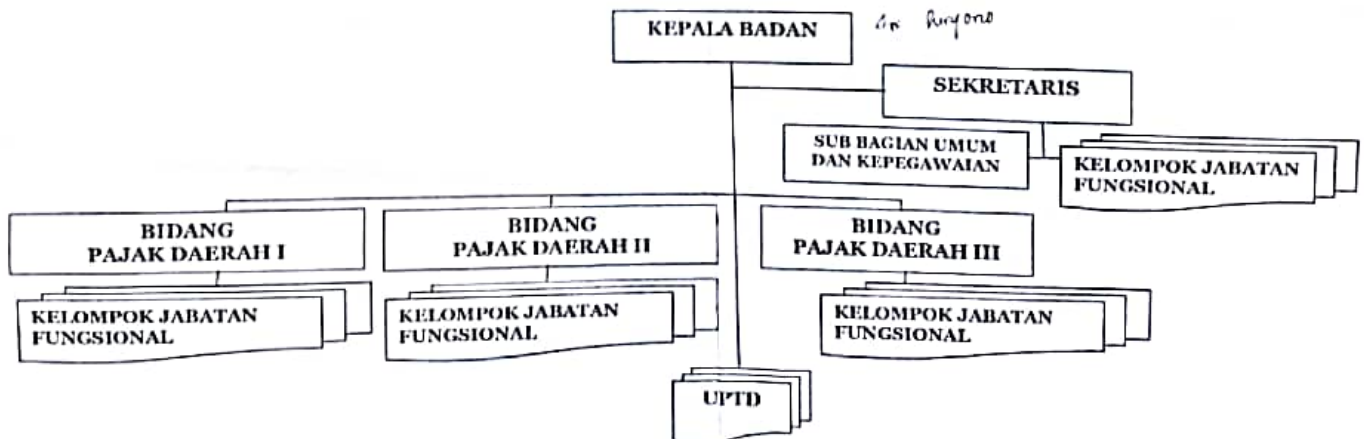 KEPALA BADAN
SEKRETARIS
SUB BAGIAN UMUM
DAN KEPEGAWAIAN
KELOMPOK JABATAN
FUNGSIONAL
BIDANG
PAJAK DAERAH I
BIDANG
PAJAK DAERAH II
BIDANG
PAJAK DAERAH III
KELOMPOK JABATAN
FUNGSIONAL
KELOMPOK JABATAN
FUNGSIONAL
KELOMPOK JABATAN
FUNGSIONAL
UPTD